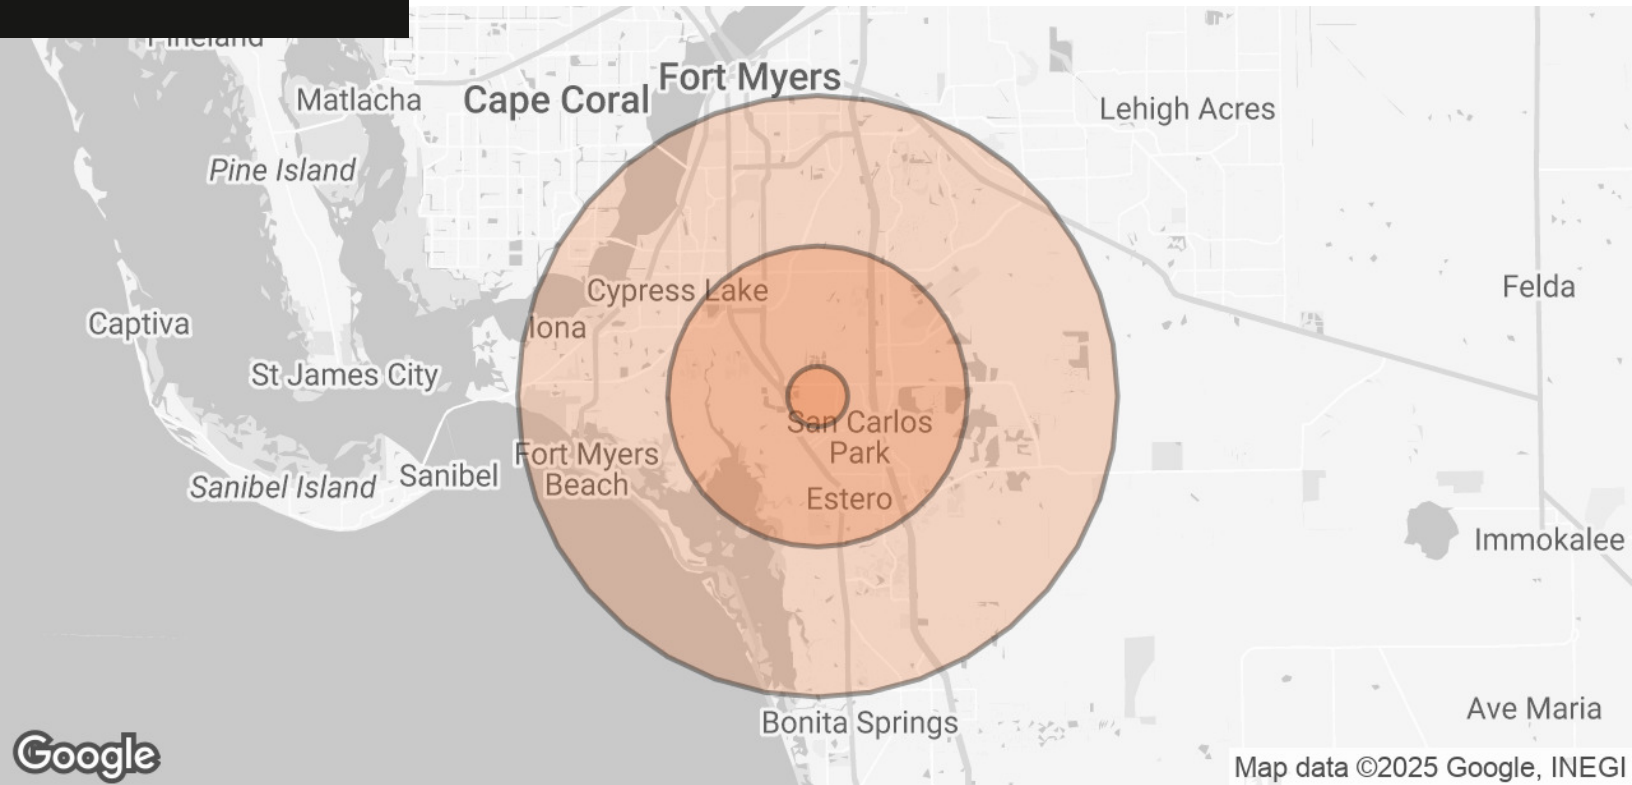 Pineland
Fort Myers
Matlacha
Cape Coral
Lehigh Acres
Pine Island
Cypress Lake
Felda
Captiva
Iona
St James City
San Carlos
Park
Fort Myers
Beach
Sanibel
Sanibel Island
Estero
Immokalee
Ave Maria
Bonita Springs
Google
Map data ©2025 Google, INEGI